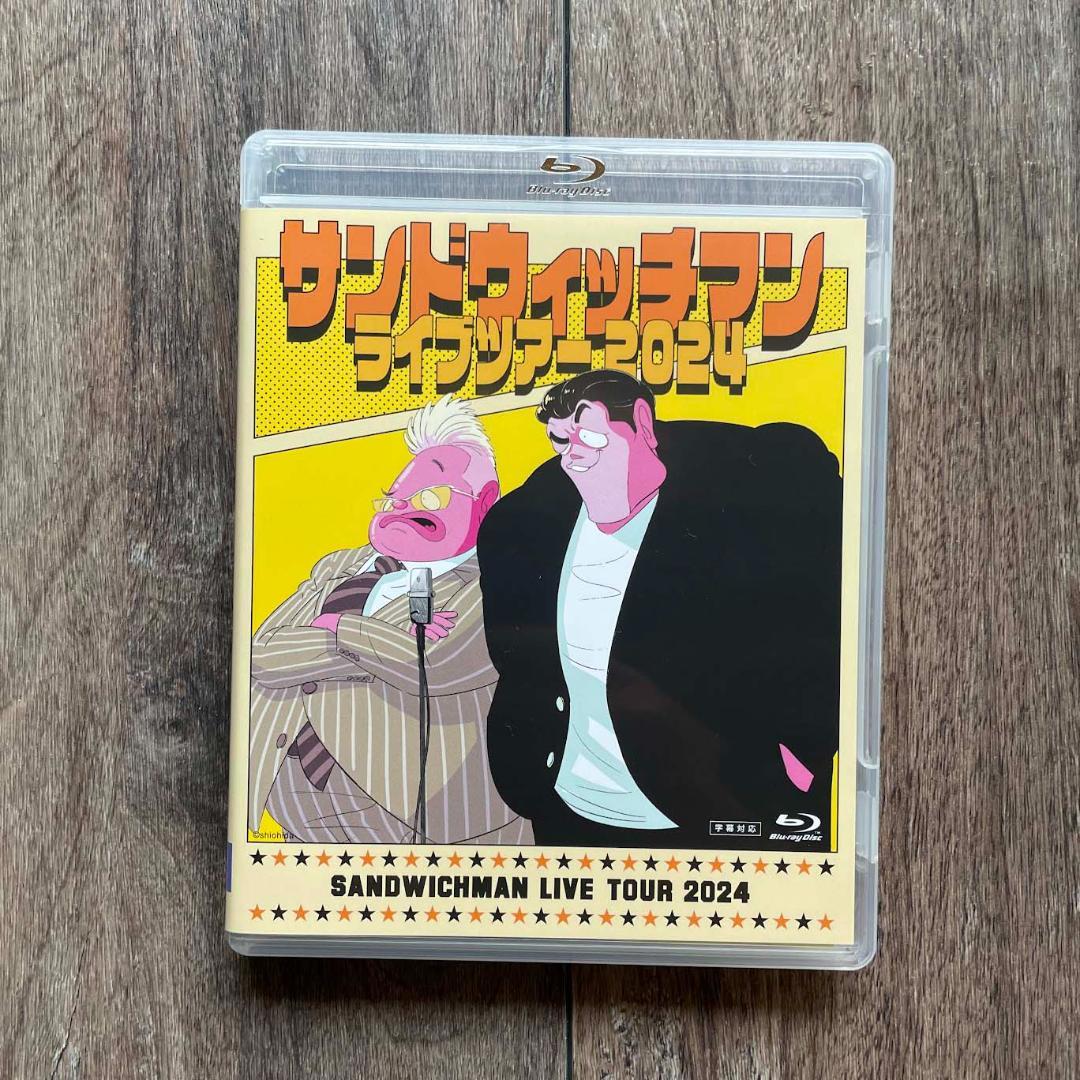 Blu-ray Disc
サンドウィッチマン
ライブツアー2024
©shichida
字幕対応
Blu-ray Disc™
SANDWICHMAN LIVE TOUR 2024